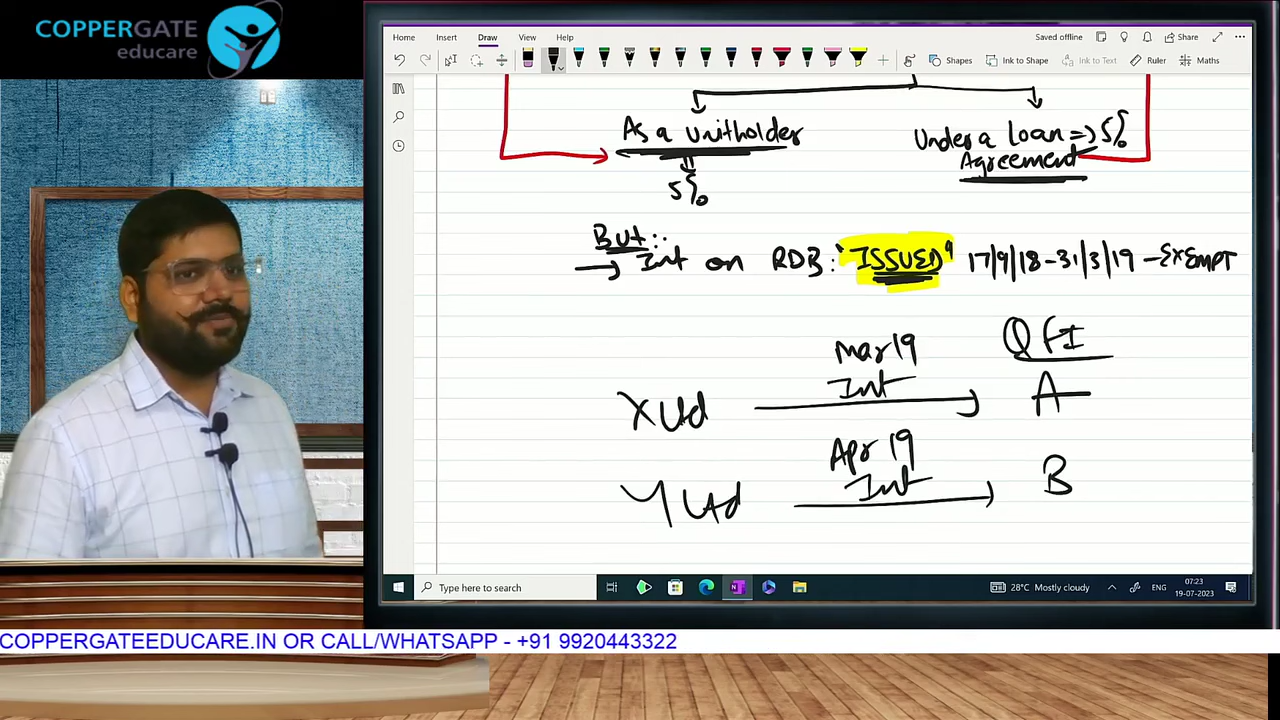 COPPERGATE
educare
Home Insert Draw View Help
Saved offline
Share
Shapes
Ink to Shape
Ink to Text
Ruler
Maths
As a unitholder
5%
Under a loan => 5%
Agreement
But:
→ Int on RDB: "ISSUED" 17/9/18-31/3/19 - EXEMPT
Mar 19
QFI
X Ltd
Int
A
Apr 19
Y Ltd
Int
B
Type here to search
28°C Mostly cloudy
ENG
07:23
19-07-2023
COPPERGATEEDUCARE.IN OR CALL/WHATSAPP - +91 9920443322